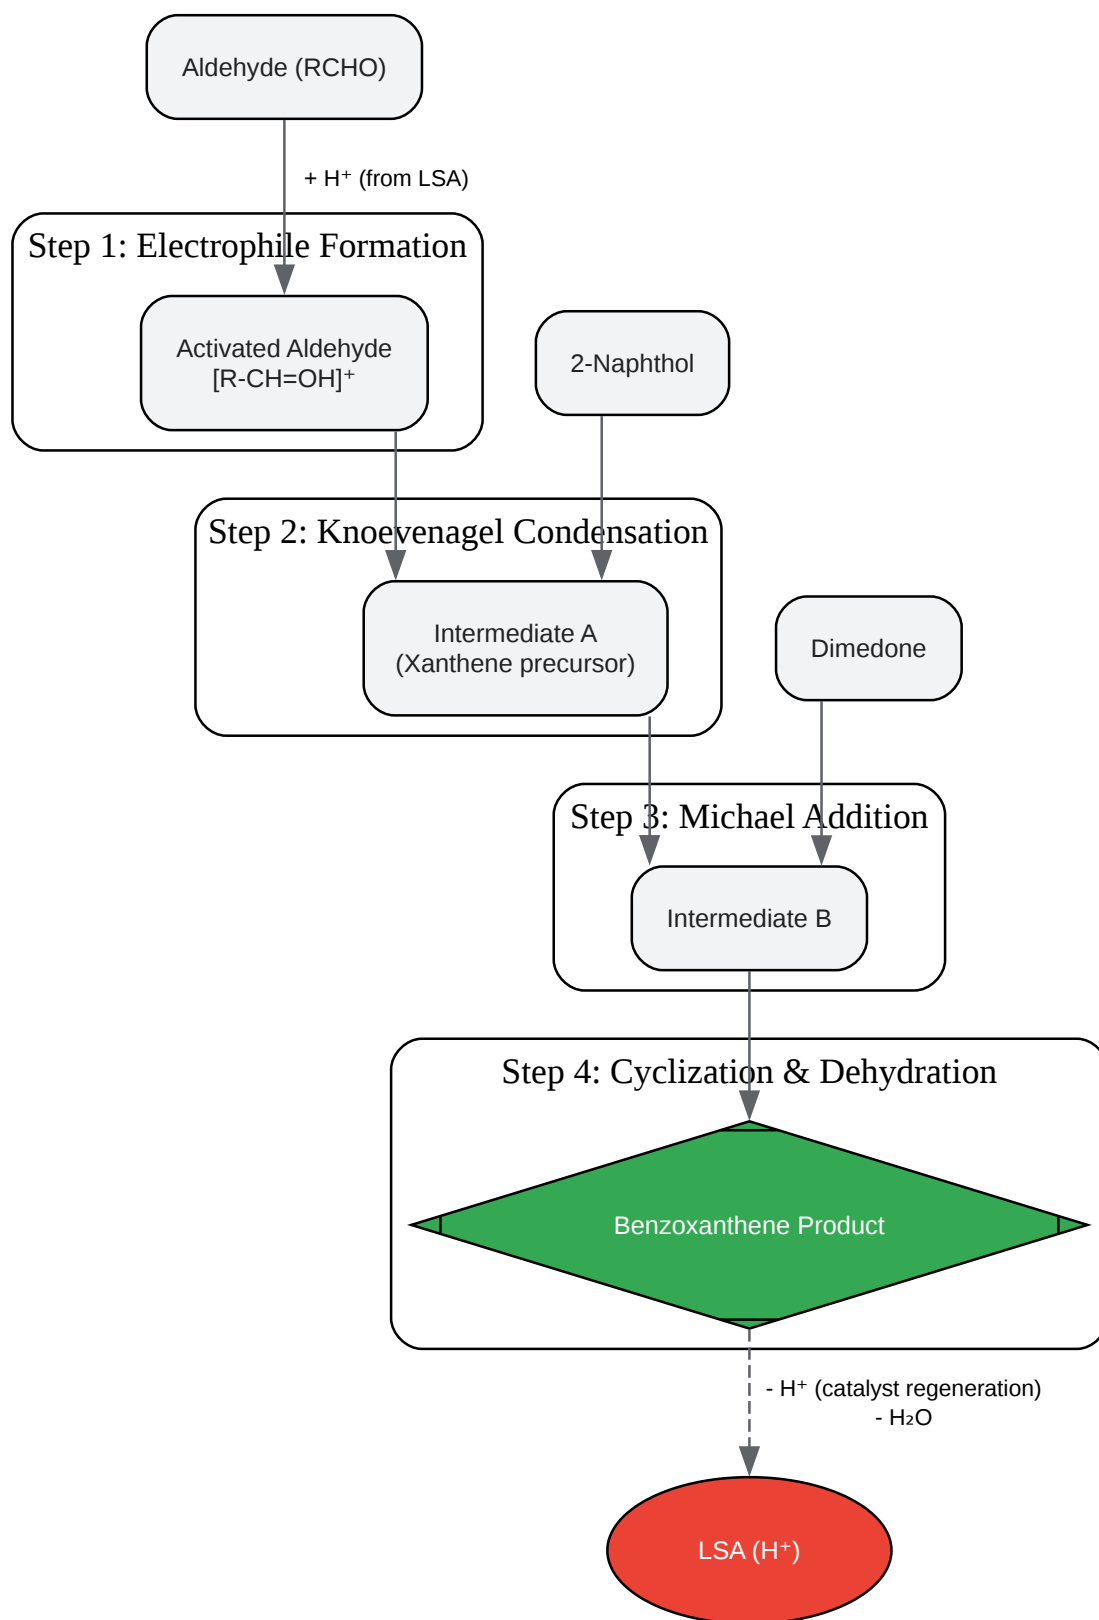 Aldehyde (RCHO)
+ H⁺ (from LSA)
Step 1: Electrophile Formation
Activated Aldehyde
[R-CH=OH]⁺
2-Naphthol
Step 2: Knoevenagel Condensation
Intermediate A
(Xanthene precursor)
Dimedone
Step 3: Michael Addition
Intermediate B
Step 4: Cyclization & Dehydration
Benzoxanthene Product
- H⁺ (catalyst regeneration)
- H₂O
LSA (H⁺)